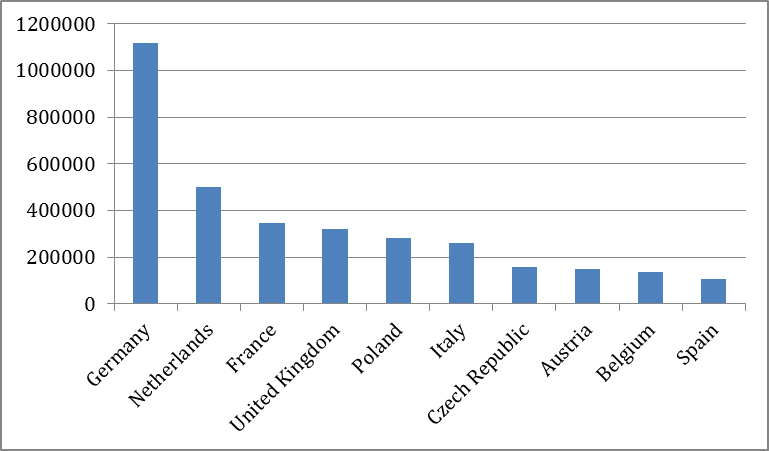 1200000
1000000
800000
600000
400000
200000
0
Germany
Netherlands
France
United Kingdom
Poland
Italy
Czech Republic
Austria
Belgium
Spain